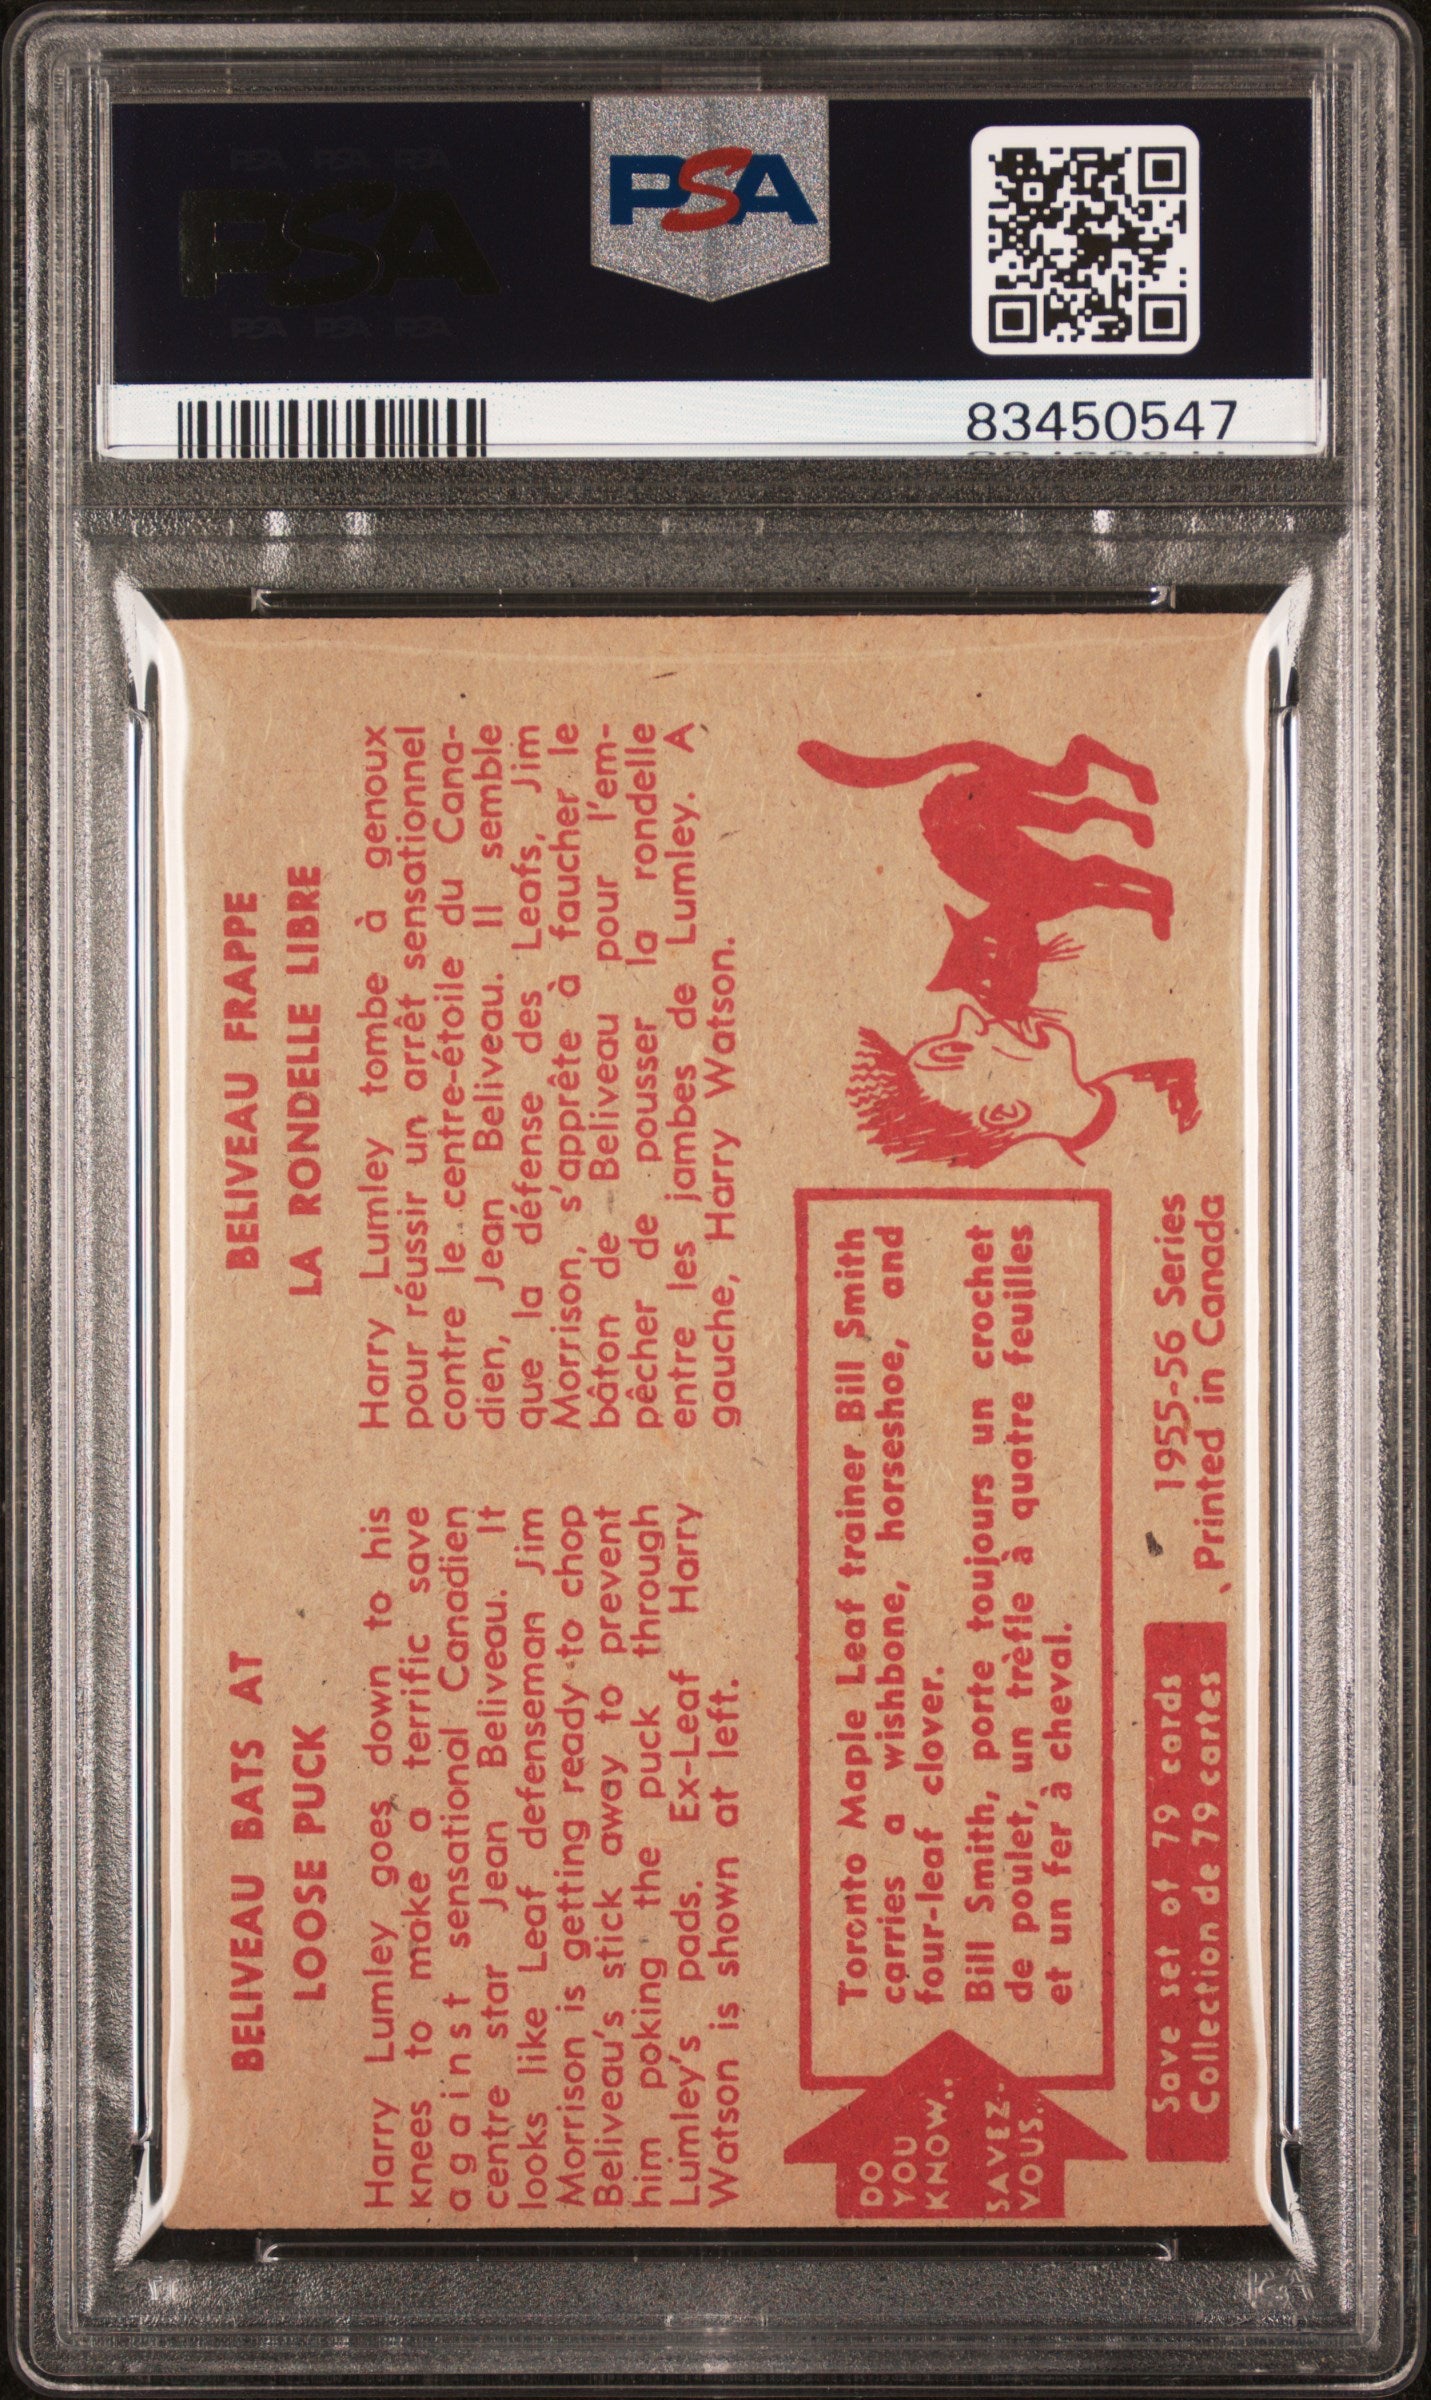 PSA PSA PSA
PSA
PSA PSA PSA
PSA
83450547
BELIVEAU BATS AT
LOOSE PUCK
Harry Lumley goes down to his
knees to make a terrific save
against sensational Canadien
centre star Jean Beliveau. It
looks like Leaf defenseman Jim
Morrison is getting ready to chop
Beliveau's stick away to prevent
him poking the puck through
Lumley's pads. Ex-Leaf Harry
Watson is shown at left.
BELIVEAU FRAPPE
LA RONDELLE LIBRE
Harry Lumley tombe à genoux
pour réussir un arrêt sensationnel
contre le centre-étoile du Cana-
dien, Jean Beliveau. Il semble
que la défense des Leafs, Jim
Morrison, s'apprête à faucher le
bâton de Beliveau pour l'em-
pêcher de pousser la rondelle
entre les jambes de Lumley. A
gauche, Harry Watson.
DO
YOU
KNOW..
SAVEZ-
VOUS..
Toronto Maple Leaf trainer Bill Smith
carries a wishbone, horseshoe, and
four-leaf clover.
Bill Smith, porte toujours un crochet
de poulet, un trèfle à quatre feuilles
et un fer à cheval.
Save set of 79 cards
Collection de 79 cartes
1955-56 Series
Printed in Canada
PSA